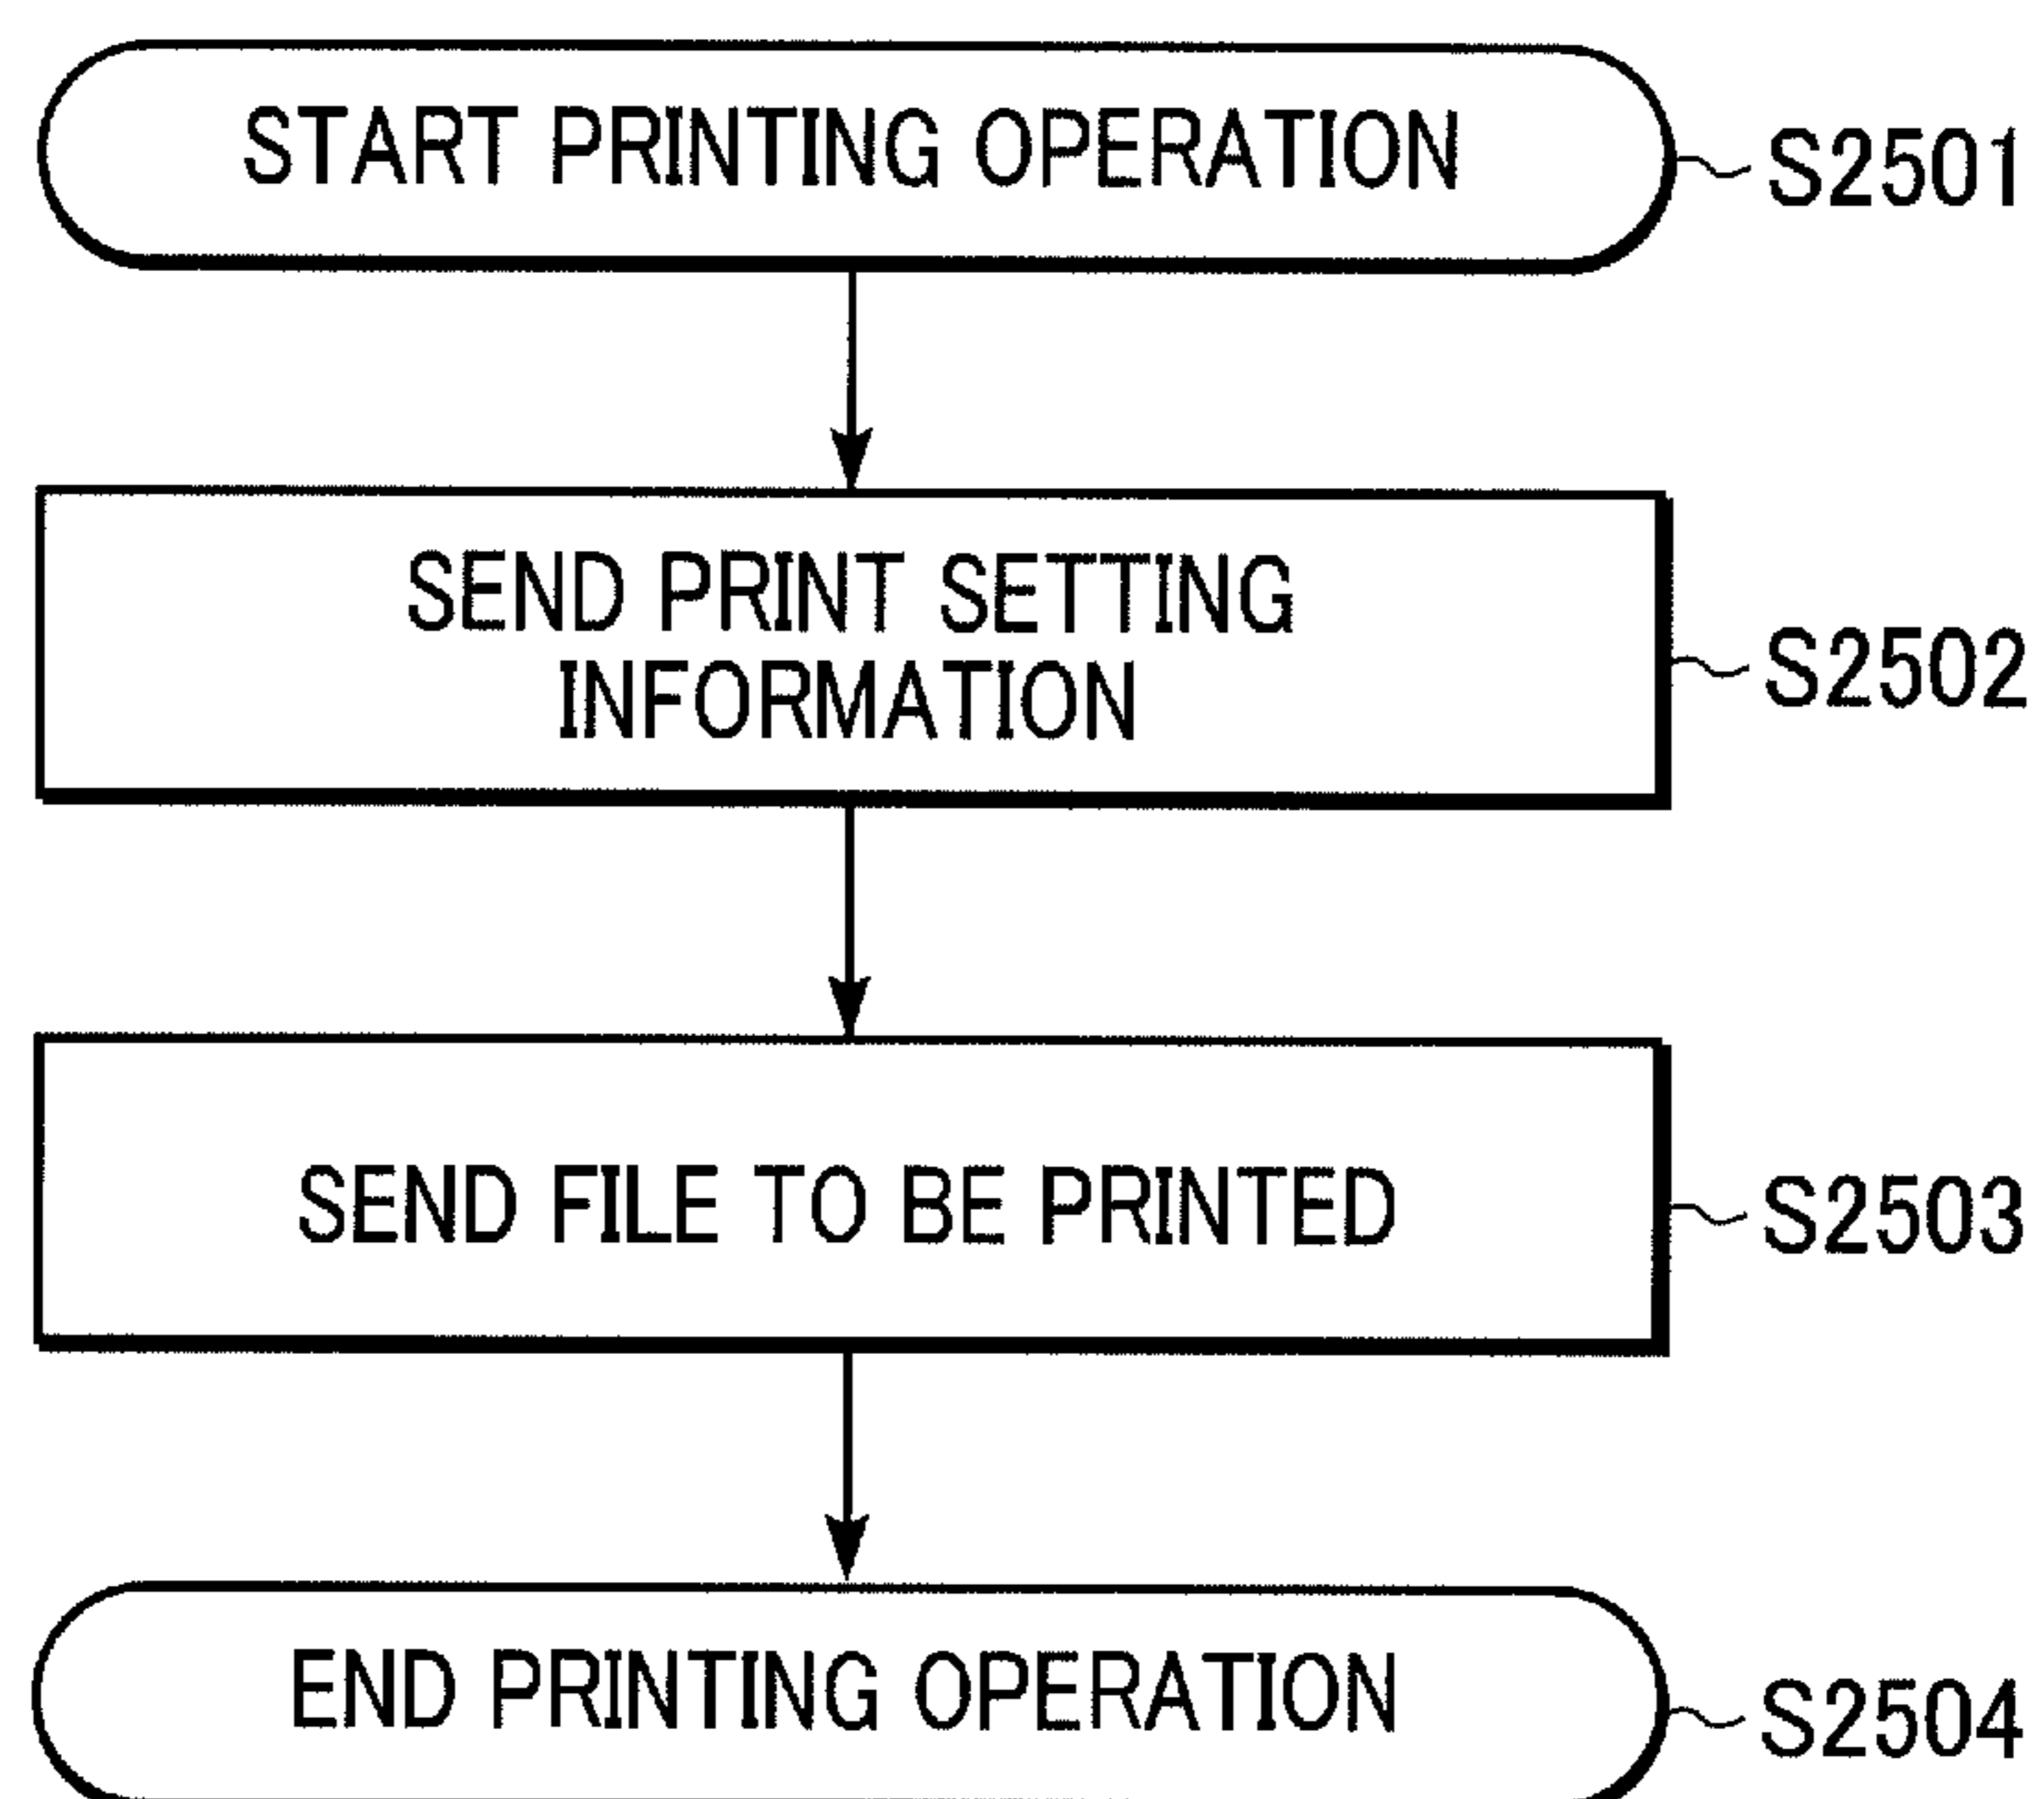 START PRINTING OPERATION
S2501
SEND PRINT SETTING
INFORMATION
S2502
SEND FILE TO BE PRINTED
S2503
END PRINTING OPERATION
S2504